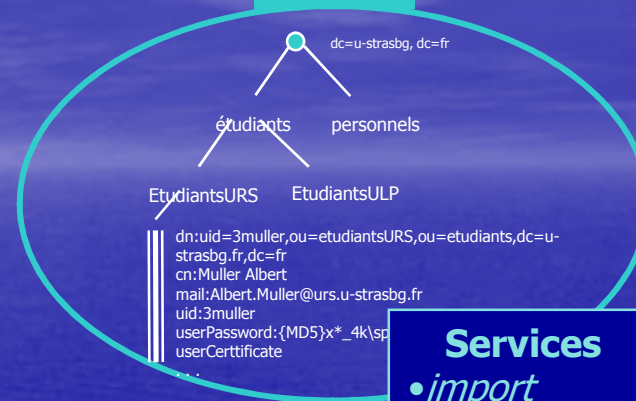 dc=u-strasbg, dc=fr
étudiants personnels
EtudiantsURS EtudiantsULP
dn:uid=3muller,ou=etudiantsURS,ou=etudiants,dc=u-
strasbg.fr,dc=fr
cn:Muller Albert
mail:Albert.Muller@urs.u-strasbg.fr
uid:3muller
userPassword:{MD5}x*_4k\sp
userCerttificate
. . .
Services
•import